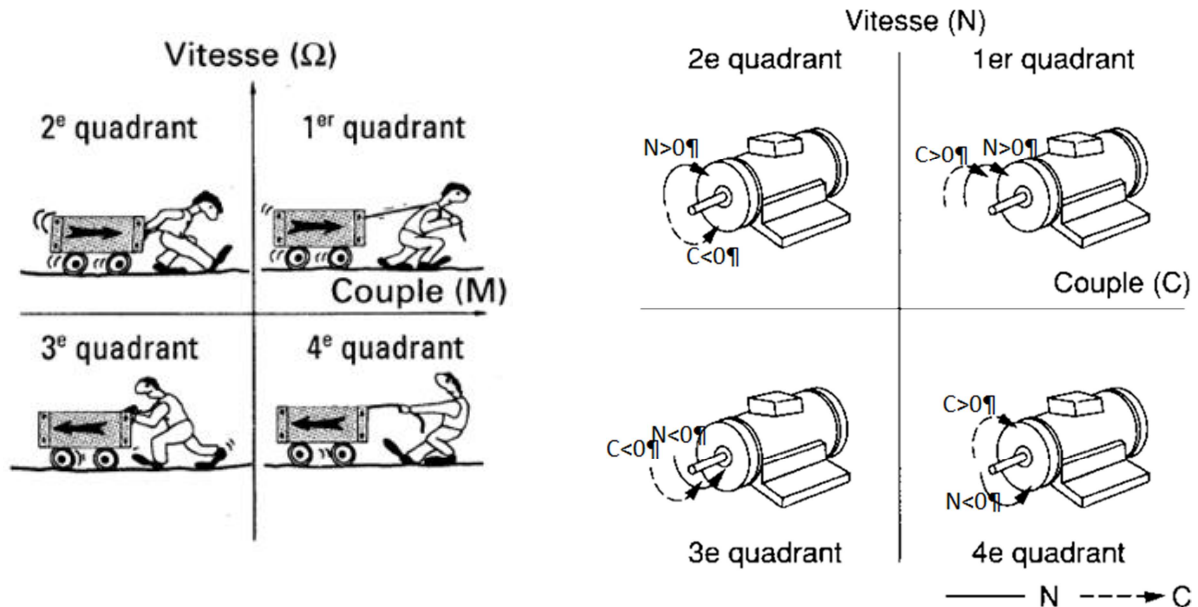 Vitesse (Ω)
2e quadrant
1er quadrant
Couple (M)
3e quadrant
4e quadrant
Vitesse (N)
2e quadrant
1er quadrant
N>0¶
C<0¶
C>0¶
N>0¶
Couple (C)
C<0¶
N<0¶
C>0¶
N<0¶
3e quadrant
4e quadrant
N
C